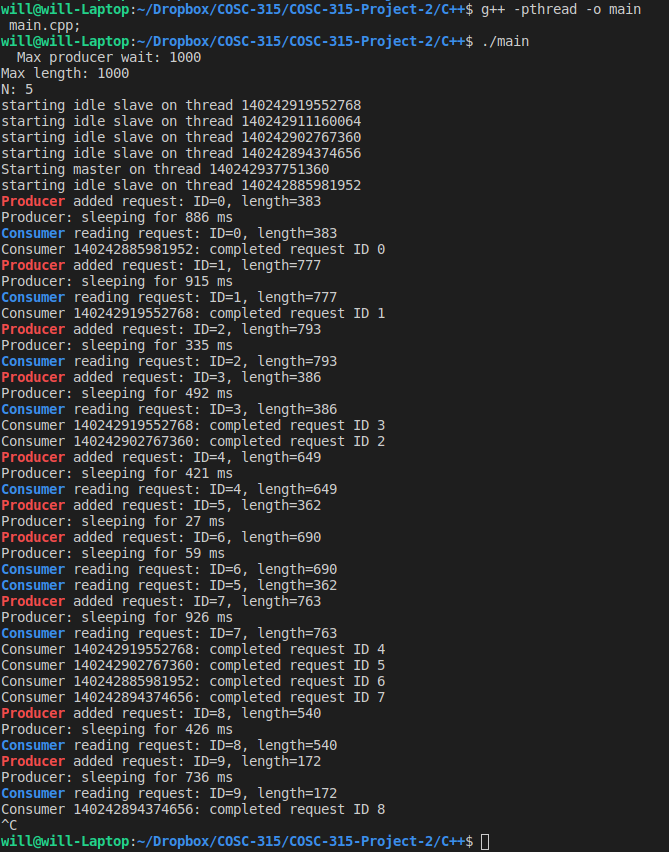 will@will-Laptop:~/Dropbox/COSC-315/COSC-315-Project-2/C++$ g++ -pthread -o main
 main.cpp;
will@will-Laptop:~/Dropbox/COSC-315/COSC-315-Project-2/C++$ ./main
  Max producer wait: 1000
Max length: 1000
N: 5
starting idle slave on thread 140242919552768
starting idle slave on thread 140242911160064
starting idle slave on thread 140242902767360
starting idle slave on thread 140242894374656
Starting master on thread 140242937751360
starting idle slave on thread 140242885981952
Producer added request: ID=0, length=383
Producer: sleeping for 886 ms
Consumer reading request: ID=0, length=383
Consumer 140242885981952: completed request ID 0
Producer added request: ID=1, length=777
Producer: sleeping for 915 ms
Consumer reading request: ID=1, length=777
Consumer 140242919552768: completed request ID 1
Producer added request: ID=2, length=793
Producer: sleeping for 335 ms
Consumer reading request: ID=2, length=793
Producer added request: ID=3, length=386
Producer: sleeping for 492 ms
Consumer reading request: ID=3, length=386
Consumer 140242919552768: completed request ID 3
Consumer 140242902767360: completed request ID 2
Producer added request: ID=4, length=649
Producer: sleeping for 421 ms
Consumer reading request: ID=4, length=649
Producer added request: ID=5, length=362
Producer: sleeping for 27 ms
Producer added request: ID=6, length=690
Producer: sleeping for 59 ms
Consumer reading request: ID=6, length=690
Consumer reading request: ID=5, length=362
Producer added request: ID=7, length=763
Producer: sleeping for 926 ms
Consumer reading request: ID=7, length=763
Consumer 140242919552768: completed request ID 4
Consumer 140242902767360: completed request ID 5
Consumer 140242885981952: completed request ID 6
Consumer 140242894374656: completed request ID 7
Producer added request: ID=8, length=540
Producer: sleeping for 426 ms
Consumer reading request: ID=8, length=540
Producer added request: ID=9, length=172
Producer: sleeping for 736 ms
Consumer reading request: ID=9, length=172
Consumer 140242894374656: completed request ID 8
^C
will@will-Laptop:~/Dropbox/COSC-315/COSC-315-Project-2/C++$